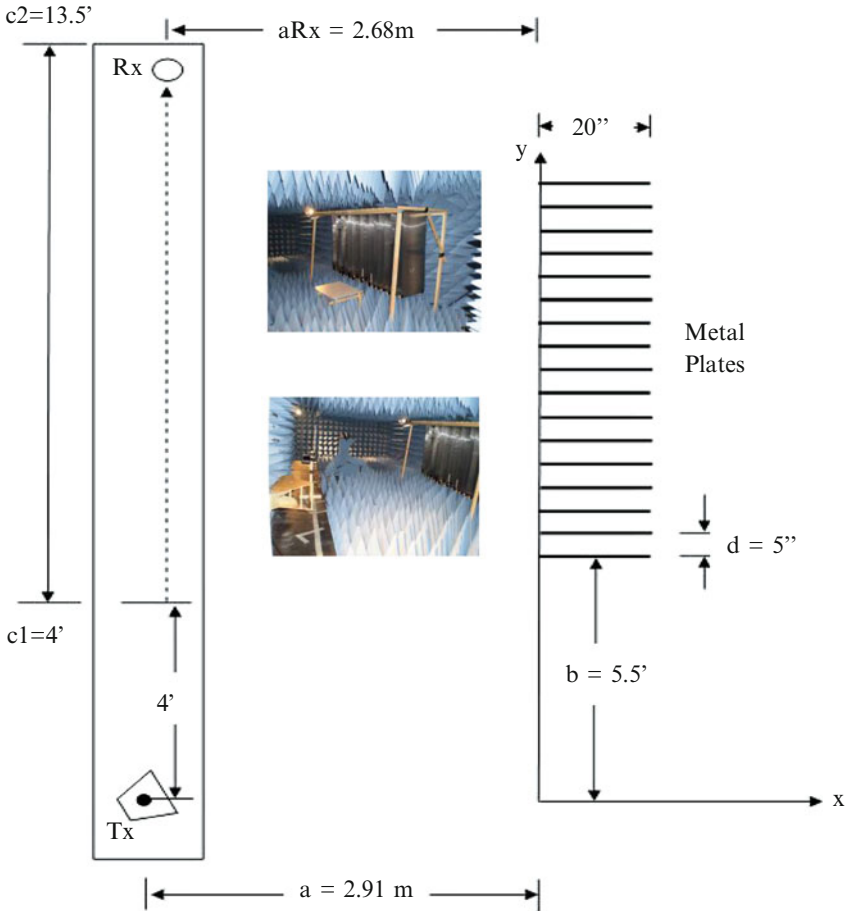 c2=13.5’
aRx = 2.68m
Rx
20’’
y
Metal
Plates
d = 5’’
c1=4’
b = 5.5’
4’
x
Tx
a = 2.91 m